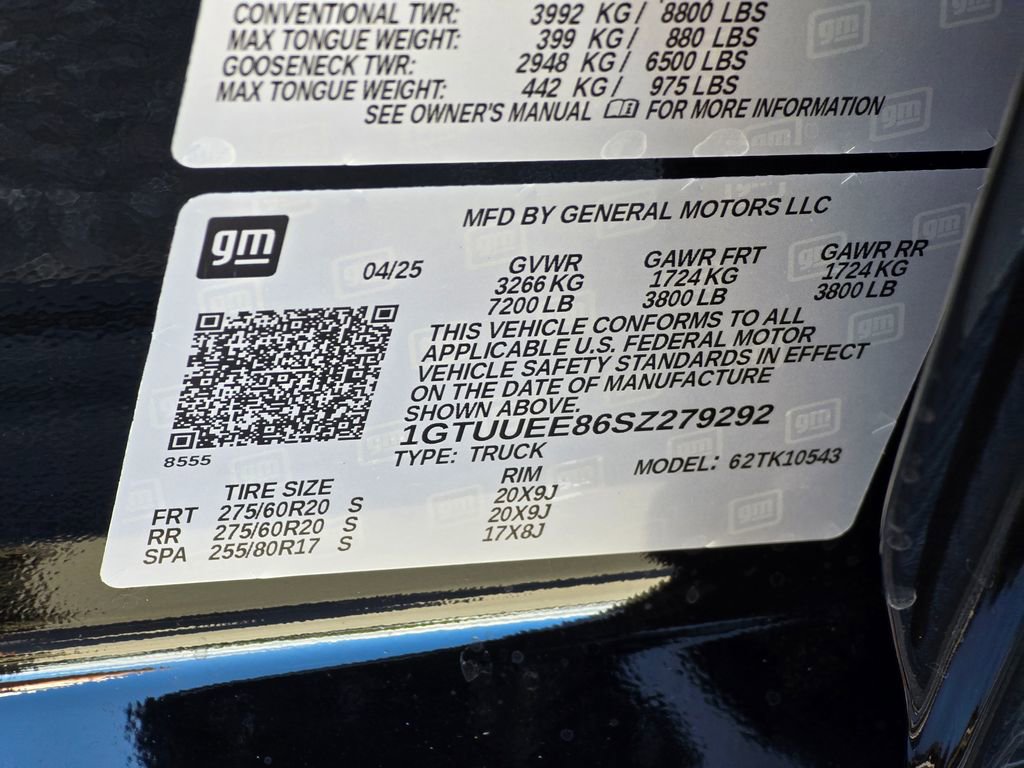 CONVENTIONAL TWR: 3992 KG / 8800 LBS
MAX TONGUE WEIGHT: 399 KG / 880 LBS
GOOSENECK TWR: 2948 KG / 6500 LBS
MAX TONGUE WEIGHT: 442 KG / 975 LBS
SEE OWNER'S MANUAL FOR MORE INFORMATION
gm
MFD BY GENERAL MOTORS LLC
04/25
GVWR GAWR FRT GAWR RR
3266 KG 1724 KG 1724 KG
7200 LB 3800 LB 3800 LB
THIS VEHICLE CONFORMS TO ALL
APPLICABLE U.S. FEDERAL MOTOR
VEHICLE SAFETY STANDARDS IN EFFECT
ON THE DATE OF MANUFACTURE
SHOWN ABOVE.
1GTUUEE86SZ279292
8555
TYPE: TRUCK MODEL: 62TK10543
TIRE SIZE RIM
FRT 275/60R20 S 20X9J
RR 275/60R20 S 20X9J
SPA 255/80R17 S 17X8J